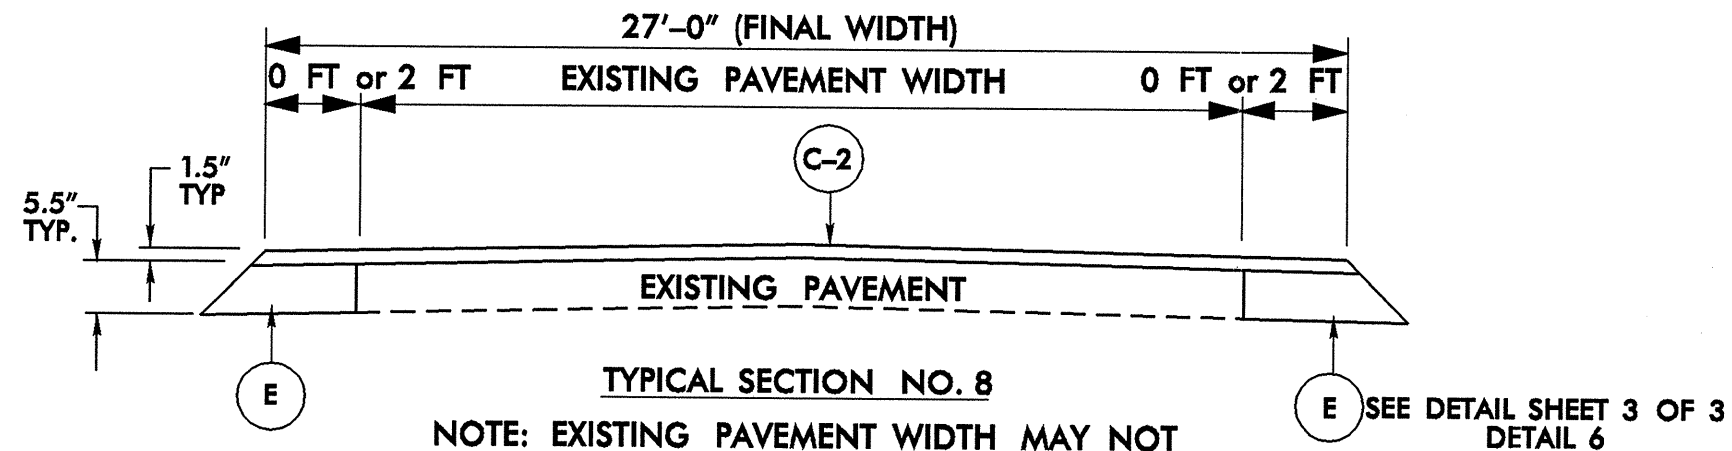 27'–0" (FINAL WIDTH)
0 FT or 2 FT EXISTING PAVEMENT WIDTH 0 FT or 2 FT
C–2
1.5"
TYP
5.5"
TYP.
EXISTING PAVEMENT
E
TYPICAL SECTION NO. 8
E SEE DETAIL SHEET 3 OF 3
DETAIL 6
NOTE: EXISTING PAVEMENT WIDTH MAY NOT